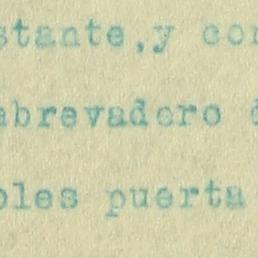 stante,y con
abrevadero d
bles puerta